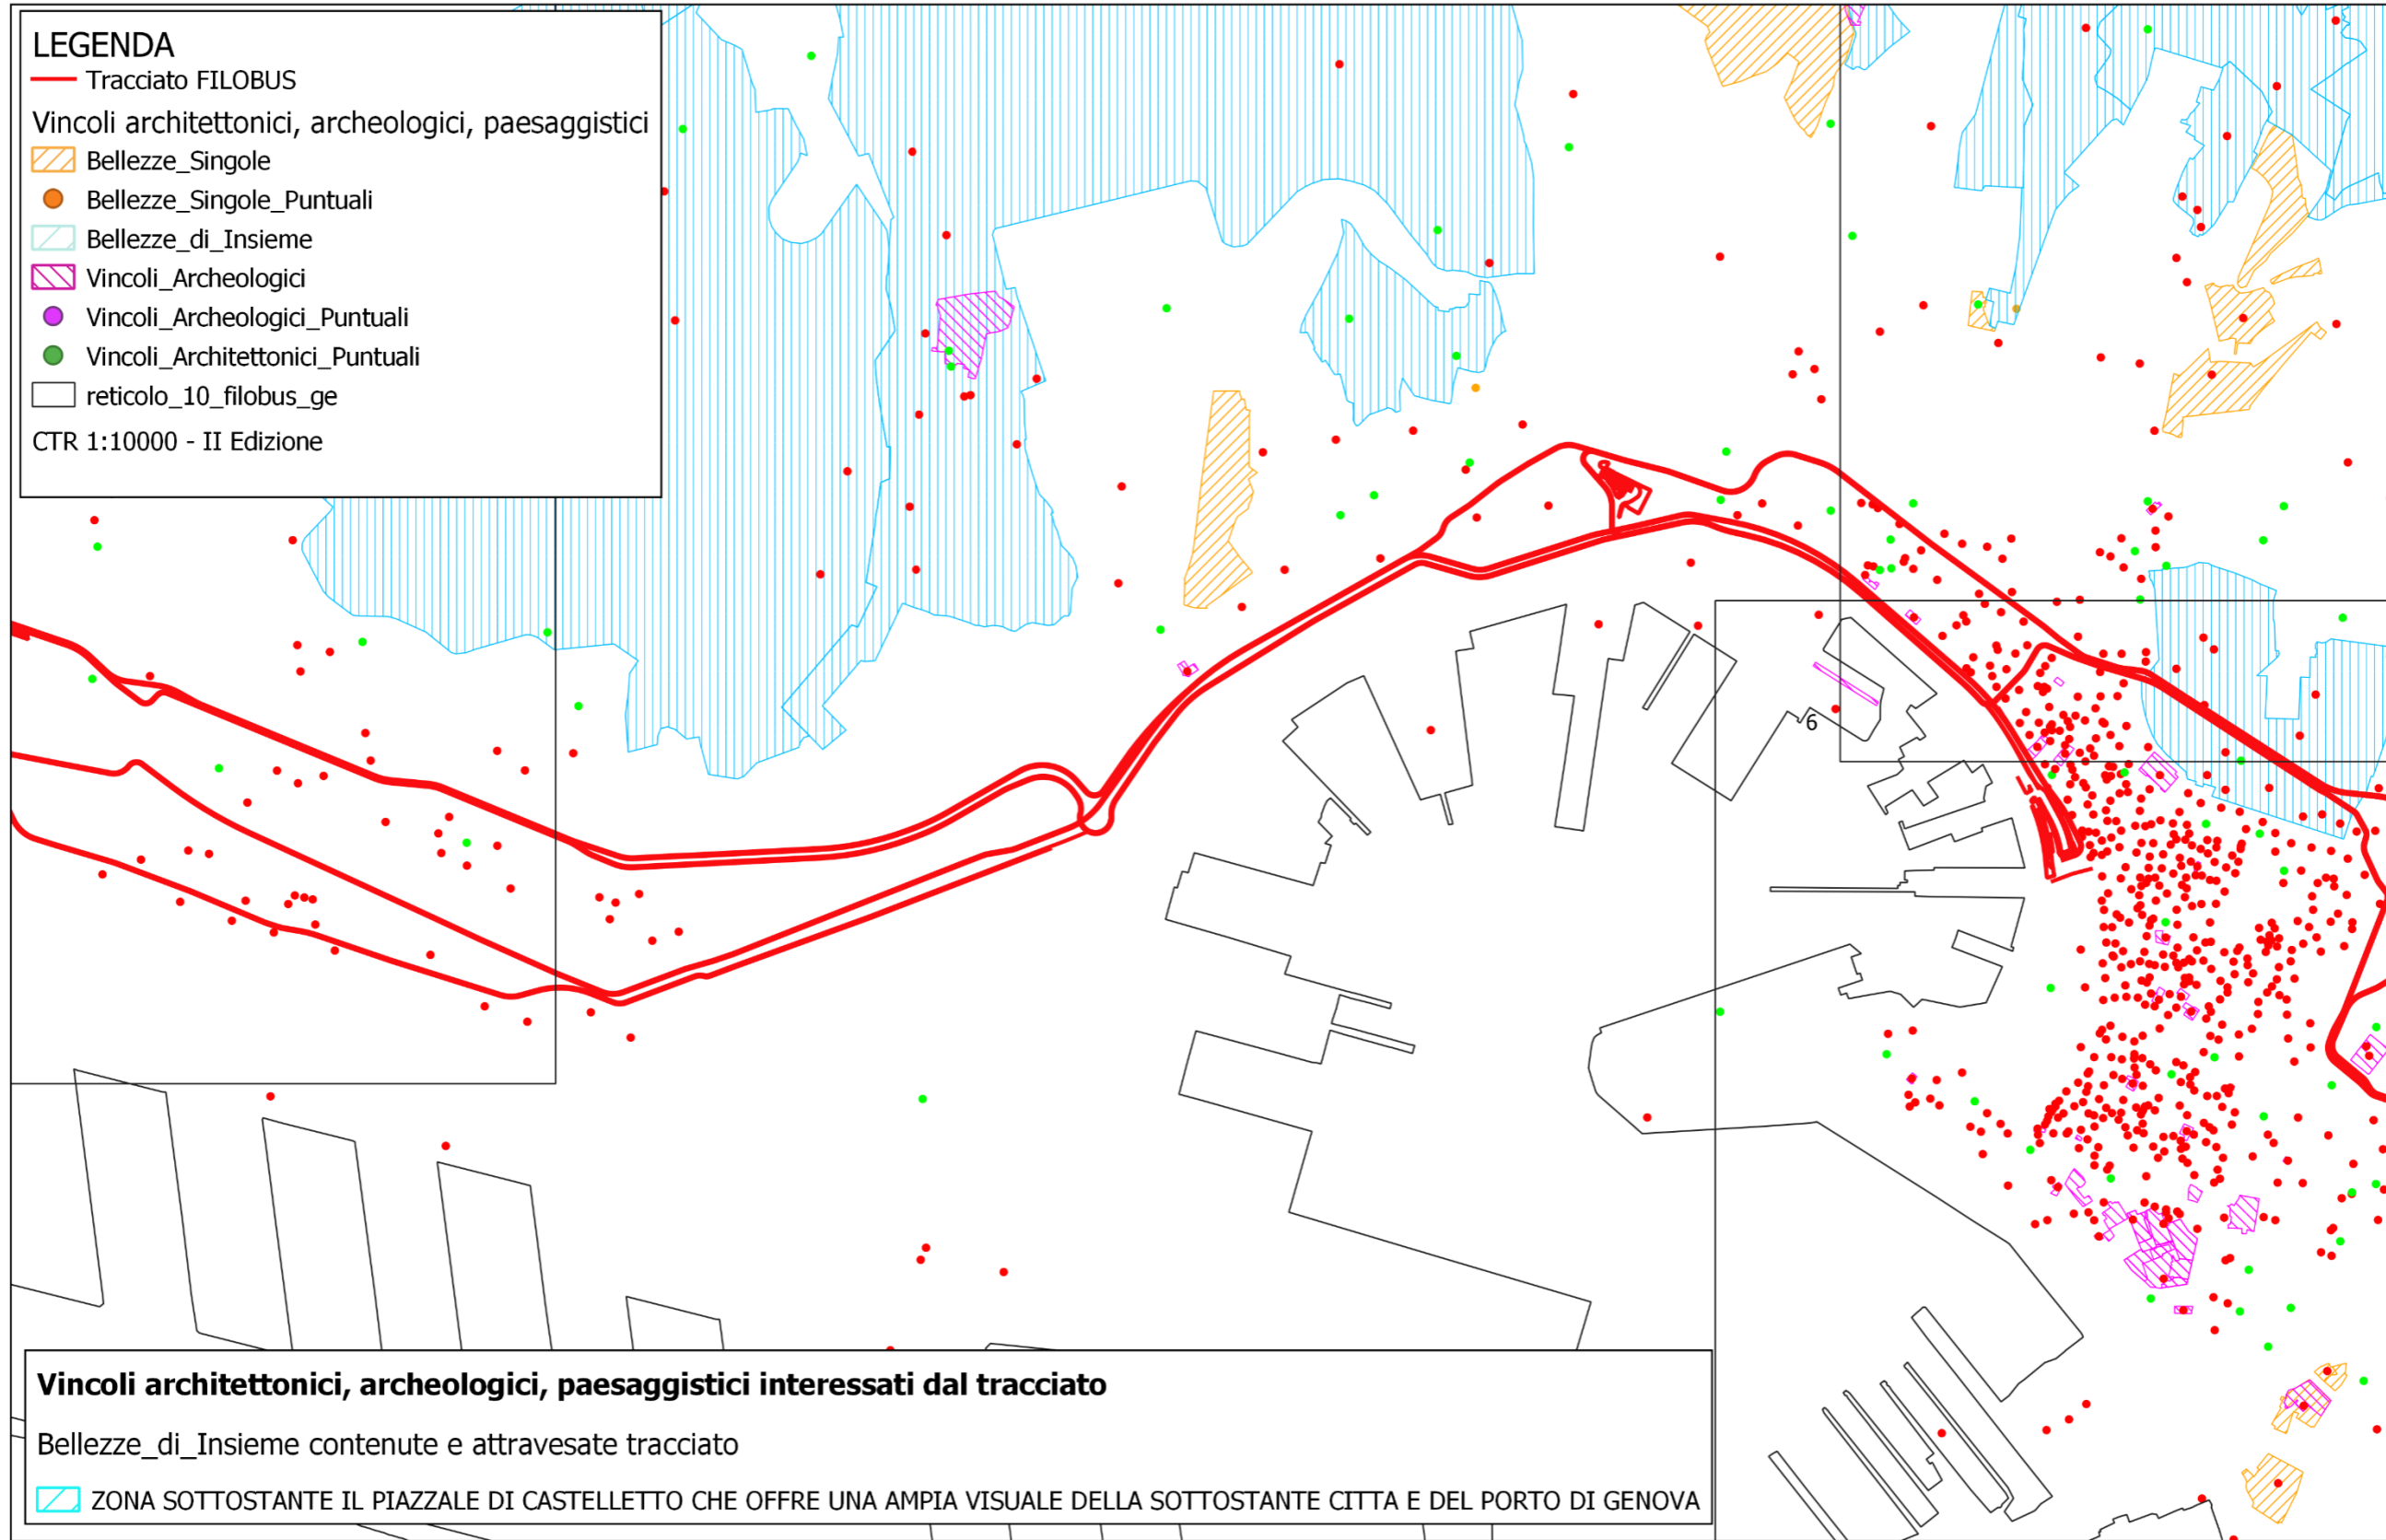 LEGENDA
Tracciato FILOBUS
Vincoli architettonici, archeologici, paesaggistici
Bellezze_Singole
Bellezze_Singole_Puntuali
Bellezze_di_Insieme
Vincoli_Archeologici
Vincoli_Archeologici_Puntuali
Vincoli_Architettonici_Puntuali
reticolo_10_filobus_ge
CTR 1:10000 - II Edizione
6
Vincoli architettonici, archeologici, paesaggistici interessati dal tracciato
Bellezze_di_Insieme contenute e attravesate tracciato
ZONA SOTTOSTANTE IL PIAZZALE DI CASTELLETTO CHE OFFRE UNA AMPIA VISUALE DELLA SOTTOSTANTE CITTA E DEL PORTO DI GENOVA